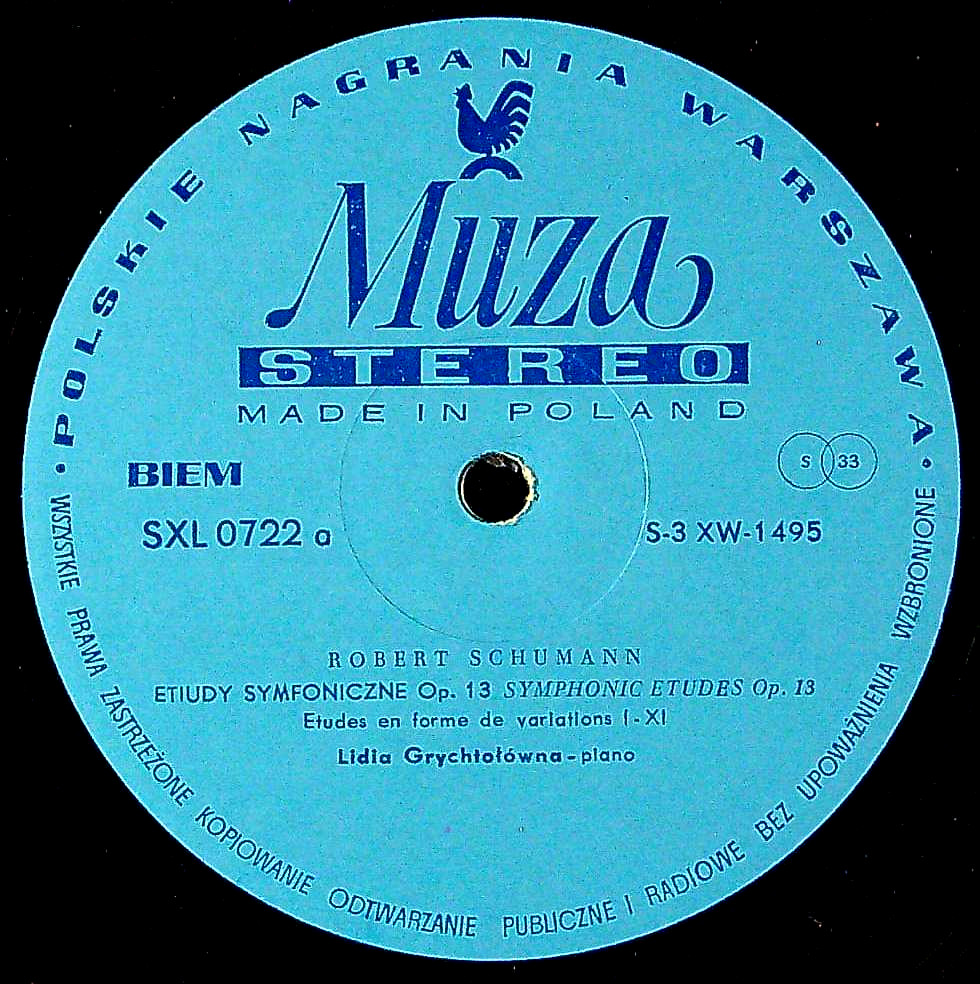 • POLSKIE NAGRANIA WARSZAWA •
Muza
STEREO
MADE IN POLAND
BIEM
S 33
SXL 0722 a
S-3 XW-1495
ROBERT SCHUMANN
ETIUDY SYMFONICZNE Op. 13 SYMPHONIC ETUDES Op. 13
Etudes en forme de variations I-XI
Lidia Grychtołówna-piano
WSZYSTKIE PRAWA ZASTRZEŻONE KOPIOWANIE ODTWARZANIE PUBLICZNE I RADIOWE BEZ UPOWAŻNIENIA WZBRONIONE